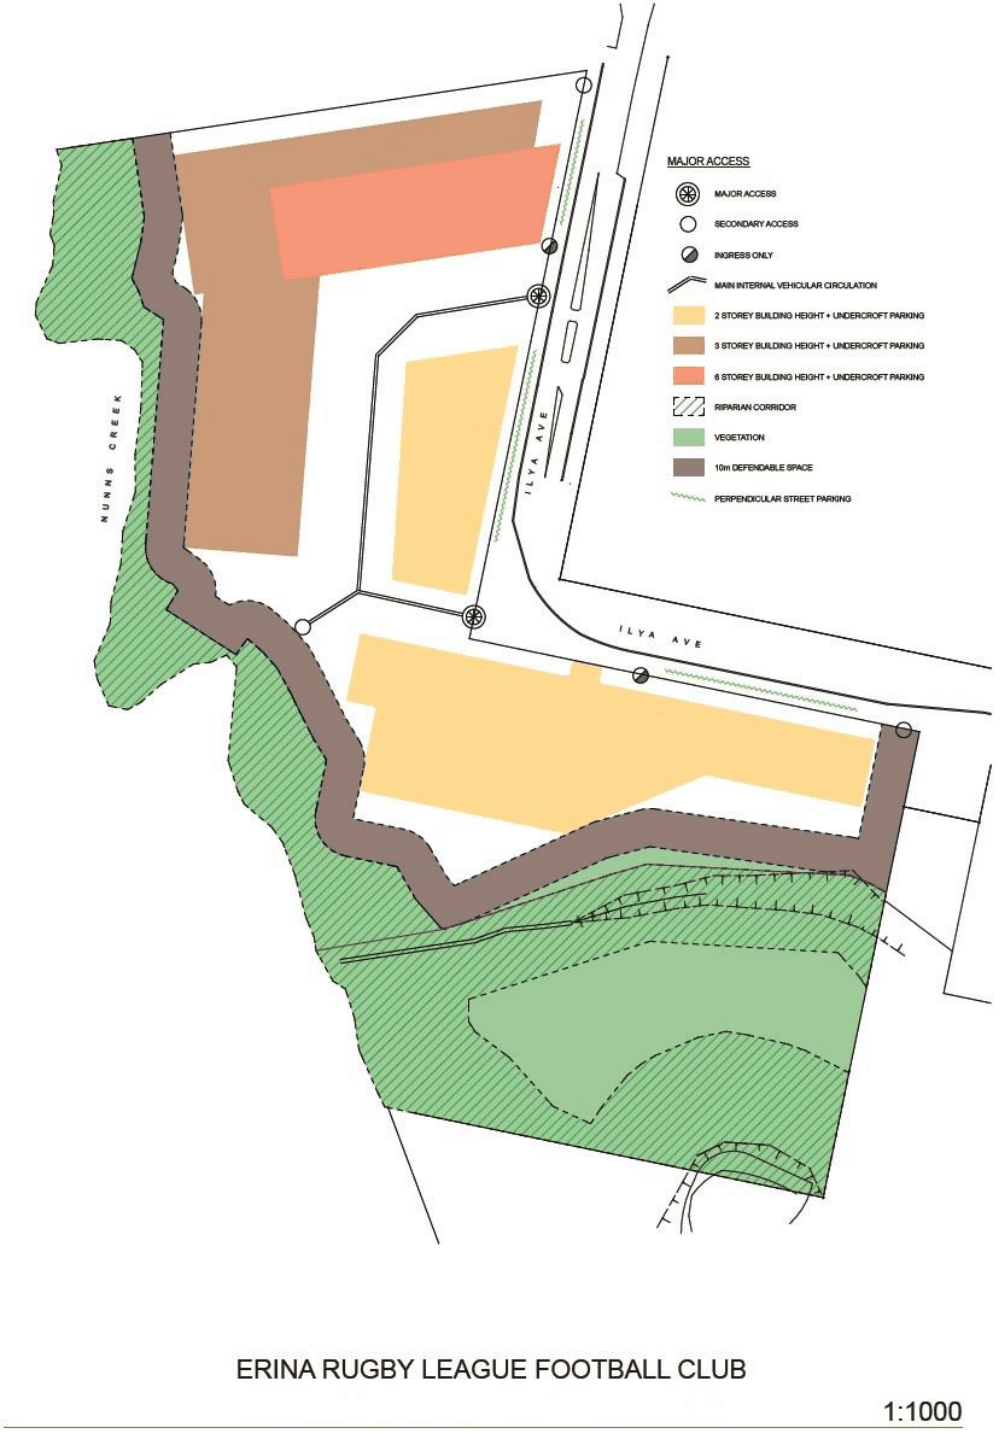 MAJOR ACCESS
MAJOR ACCESS
SECONDARY ACCESS
INGRESS ONLY
MAIN INTERNAL VEHICULAR CIRCULATION
2 STOREY BUILDING HEIGHT + UNDERCROFT PARKING
3 STOREY BUILDING HEIGHT + UNDERCROFT PARKING
6 STOREY BUILDING HEIGHT + UNDERCROFT PARKING
RIPARIAN CORRIDOR
VEGETATION
10m DEFENDABLE SPACE
PERPENDICULAR STREET PARKING
NUNNS CREEK
ILYA AVE
ILYA AVE
ERINA RUGBY LEAGUE FOOTBALL CLUB
1:1000